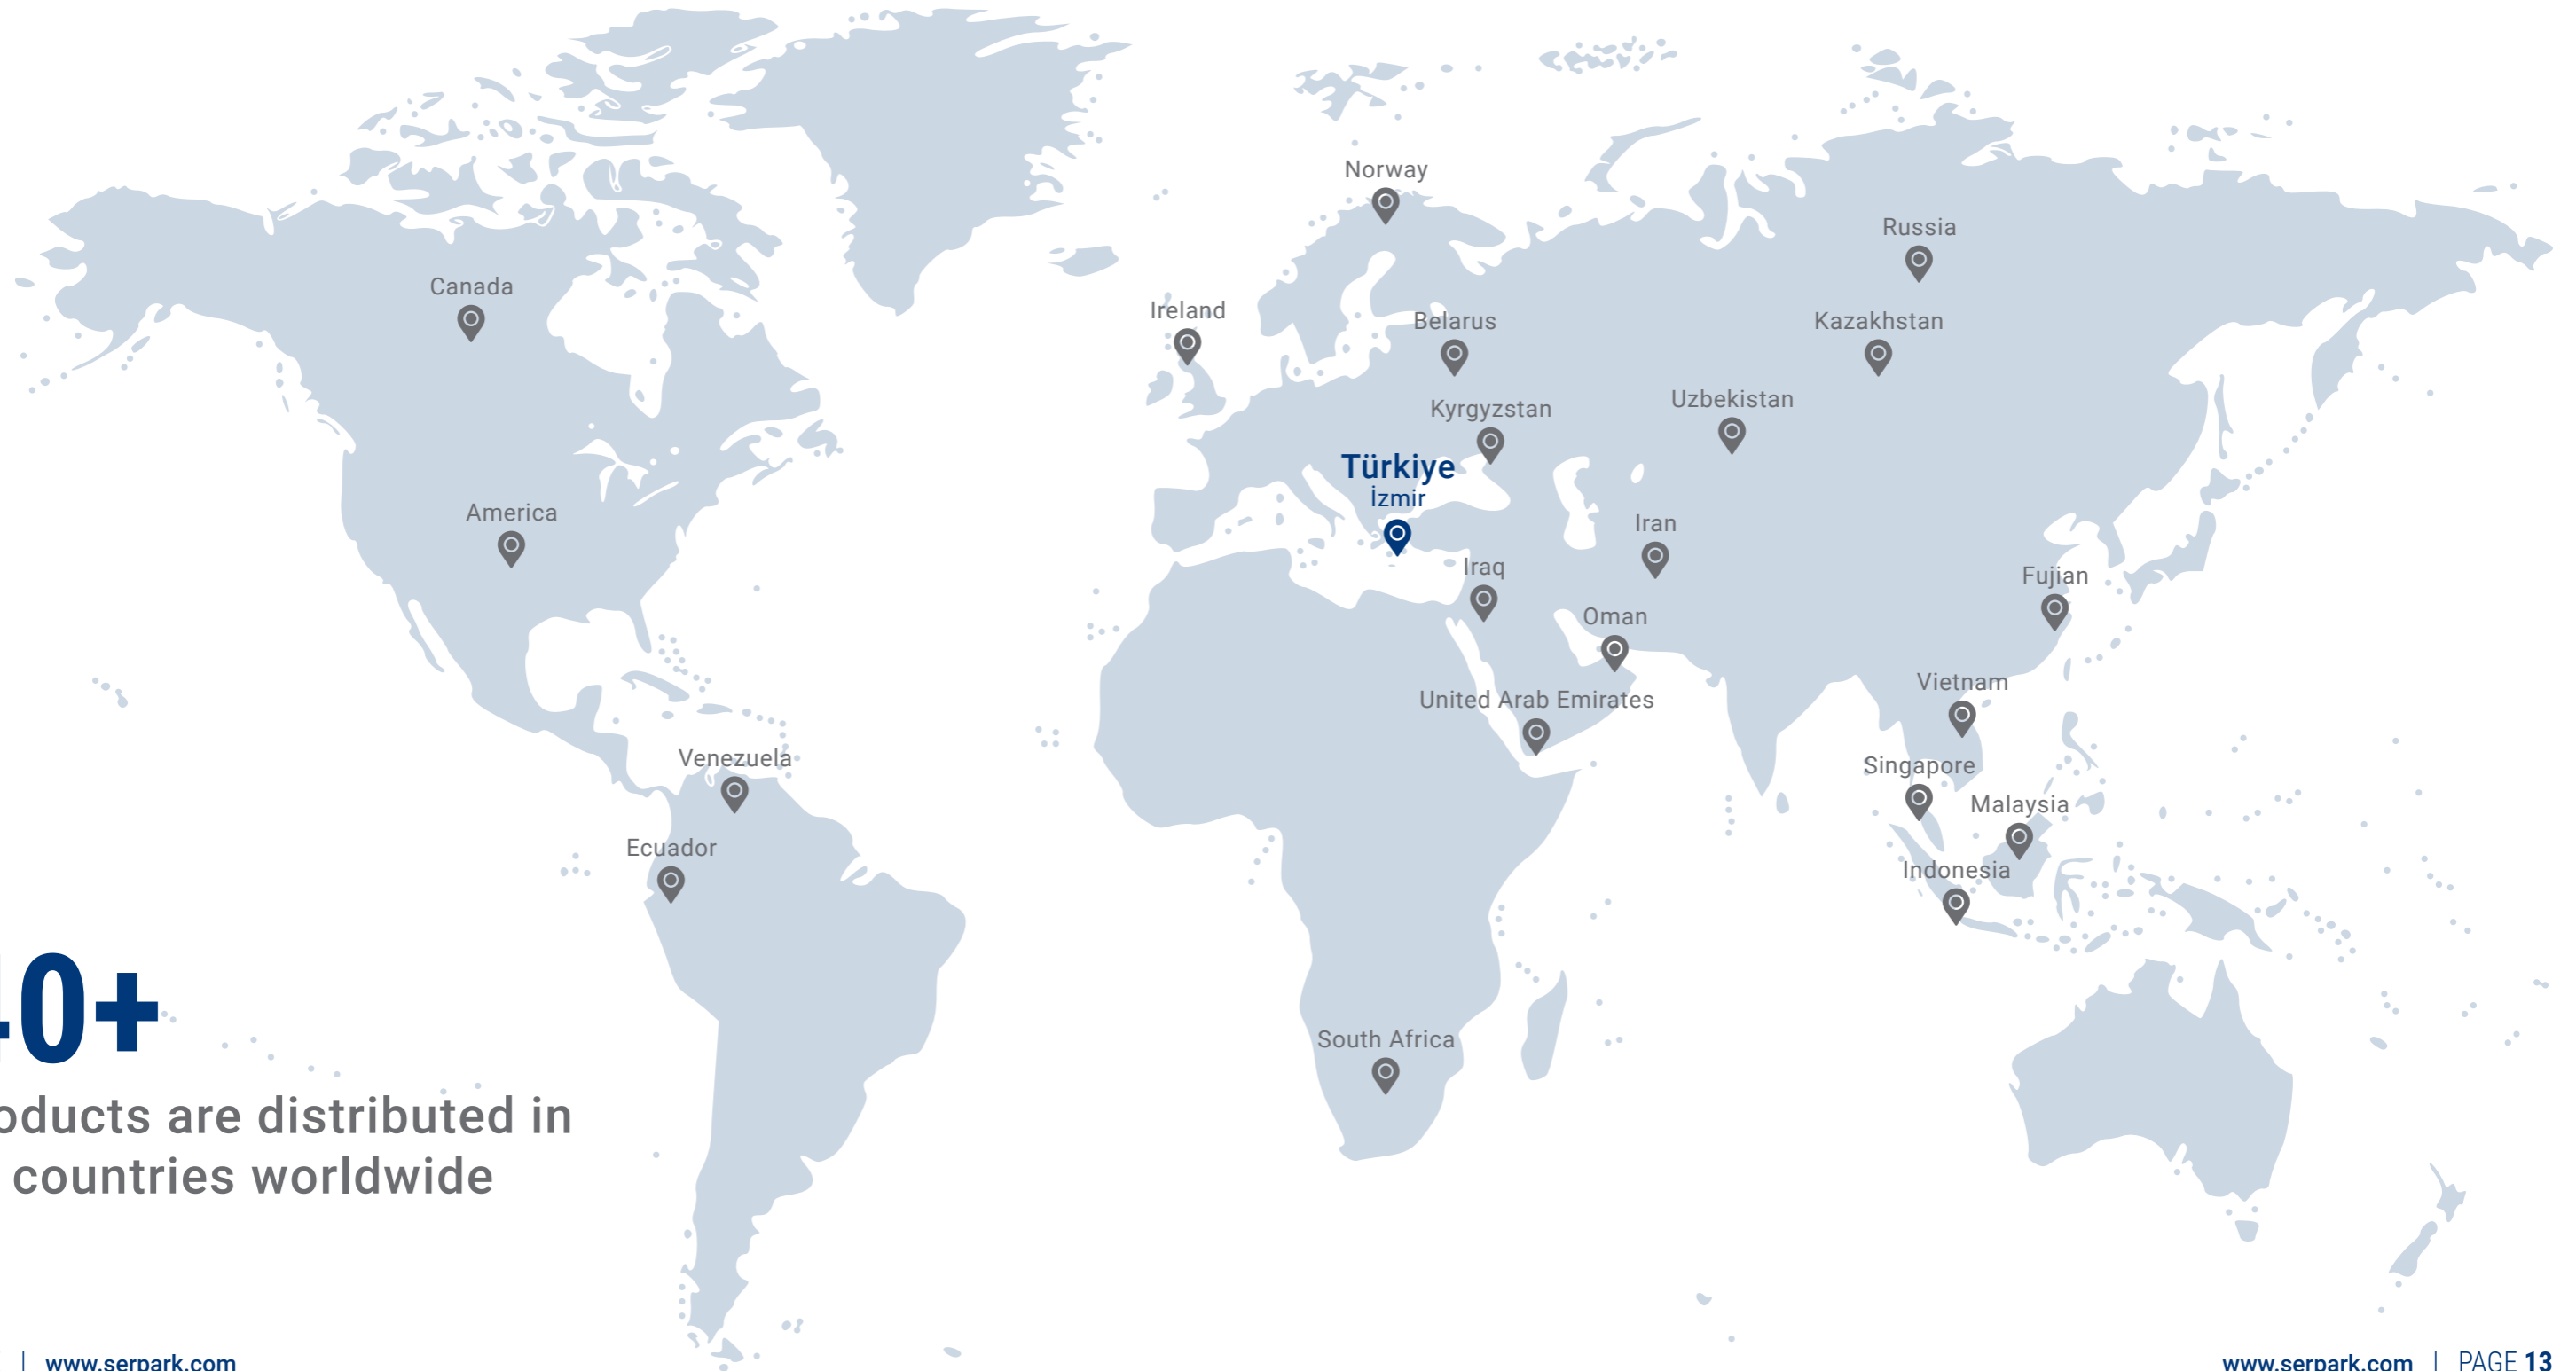 Norway
Russia
Canada
Ireland
Belarus
Kazakhstan
Uzbekistan
Kyrgyzstan
Türkiye
İzmir
America
Iran
Iraq
Fujian
Oman
Vietnam
United Arab Emirates
Venezuela
Singapore
Malaysia
Ecuador
Indonesia
40+
South Africa
are distributed in
countries worldwide
www.serpark.com
www.serpark.com | PAGE 13